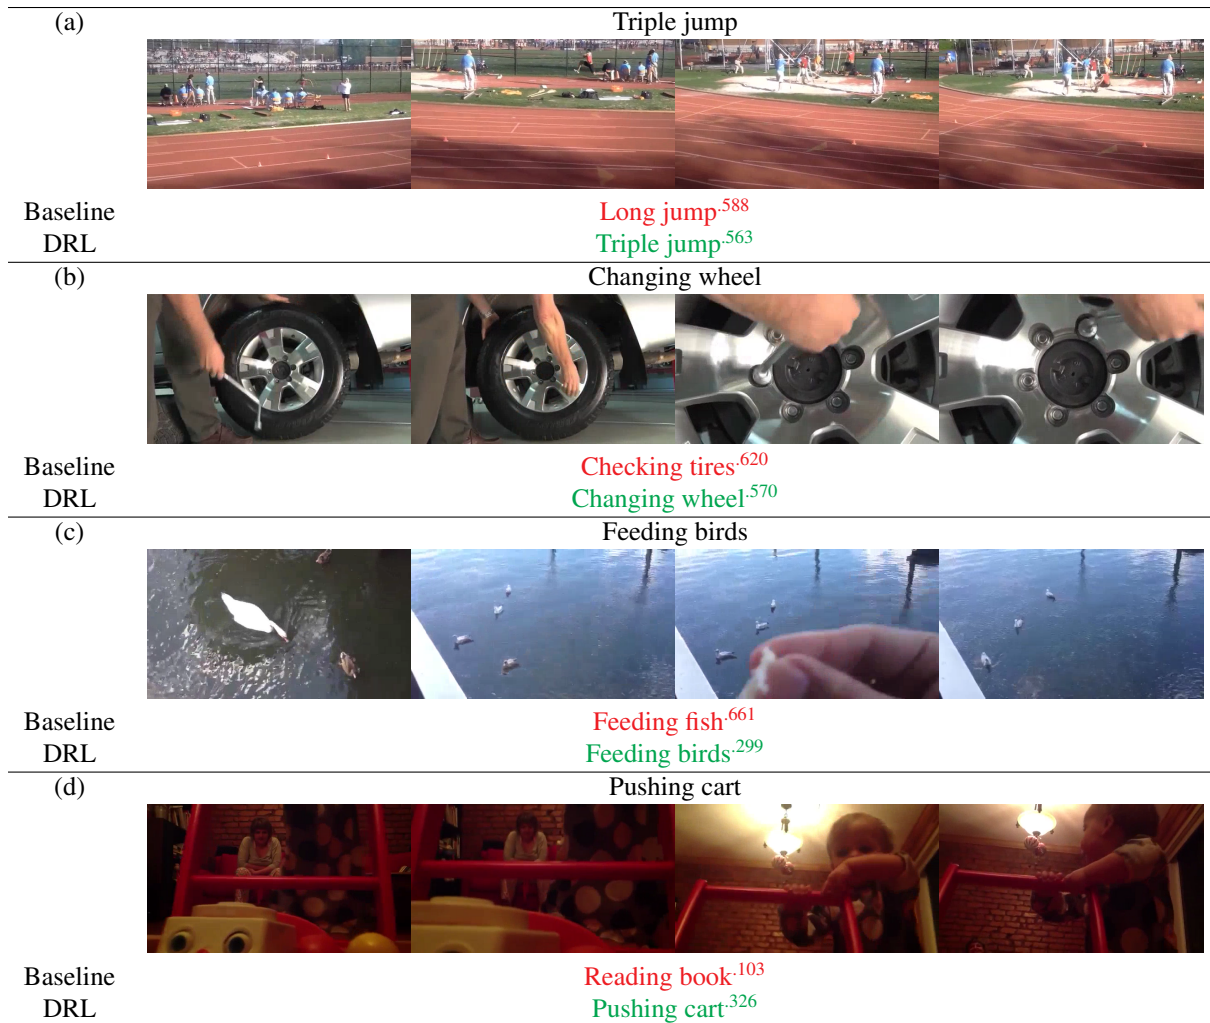 (a) Triple jump
Baseline Long jump.588
DRL Triple jump.563
(b) Changing wheel
Baseline Checking tires.620
DRL Changing wheel.570
(c) Feeding birds
Baseline Feeding fish.661
DRL Feeding birds.299
(d) Pushing cart
Baseline Reading book.103
DRL Pushing cart.326